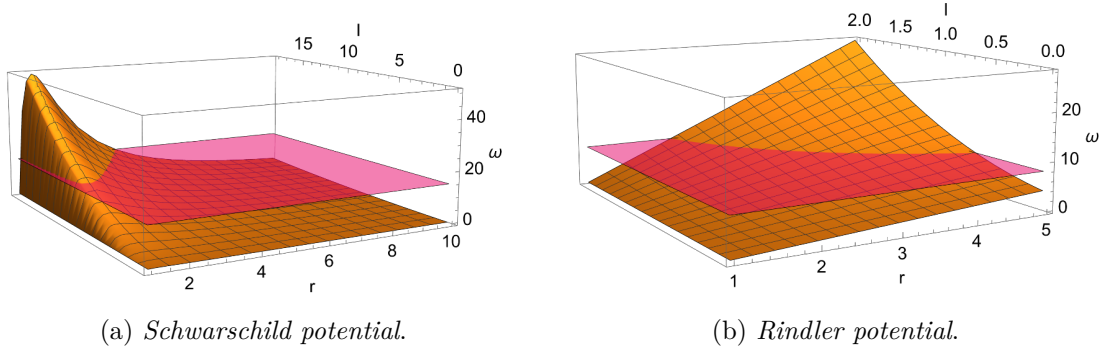 l
15 10 5 0
40
20
0
ω
2 4 6 8 10
r
l
2.0 1.5 1.0 0.5 0.0
20
10
0
ω
1 2 3 4 5
r
(a) Schwarschild potential.
(b) Rindler potential.